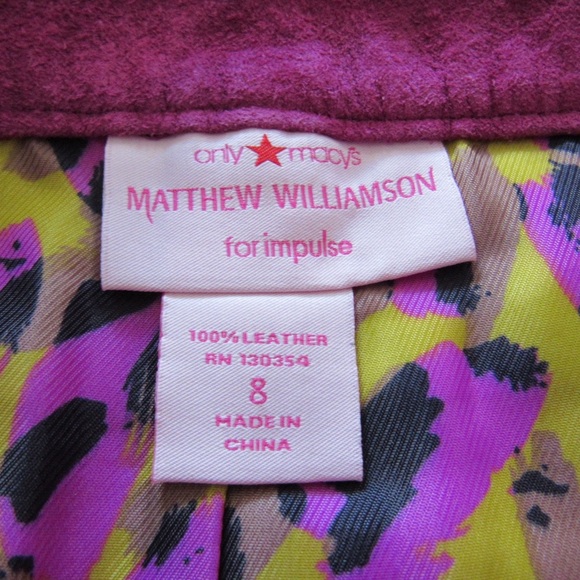 only ★ macy's
MATTHEW WILLIAMSON
for impulse
100% LEATHER
RN 130354
8
MADE IN
CHINA